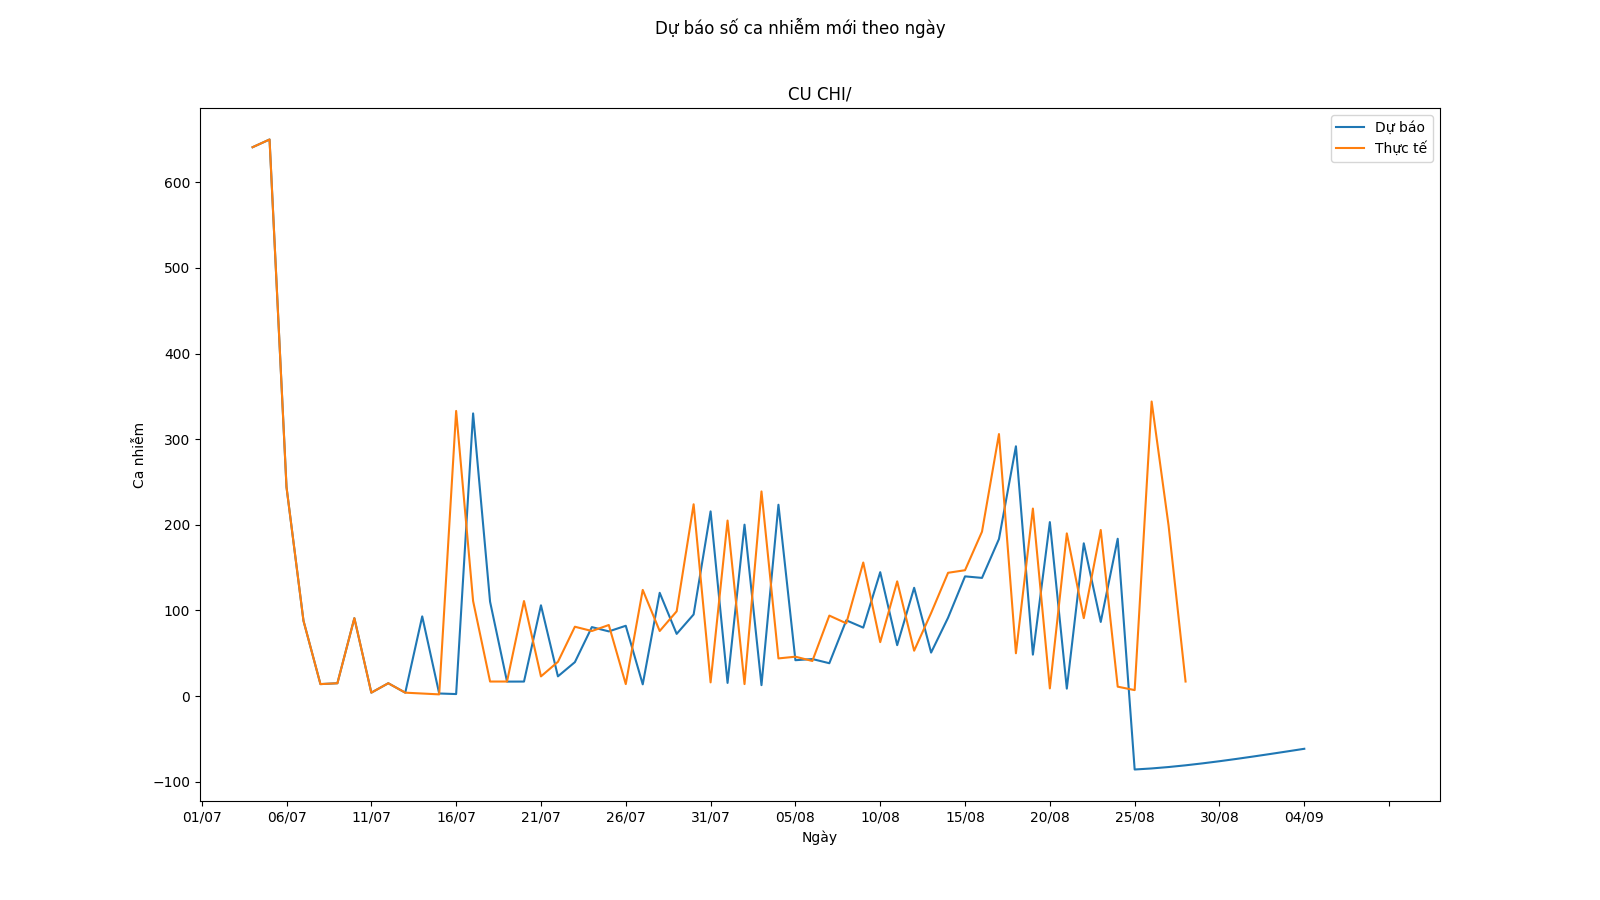 Dự báo số ca nhiễm mới theo ngày
CU CHI/
Dự báo
Thực tế
600
500
400
300
200
100
0
−100
Ca nhiễm
01/07 06/07 11/07 16/07 21/07 26/07 31/07 05/08 10/08 15/08 20/08 25/08 30/08 04/09
Ngày